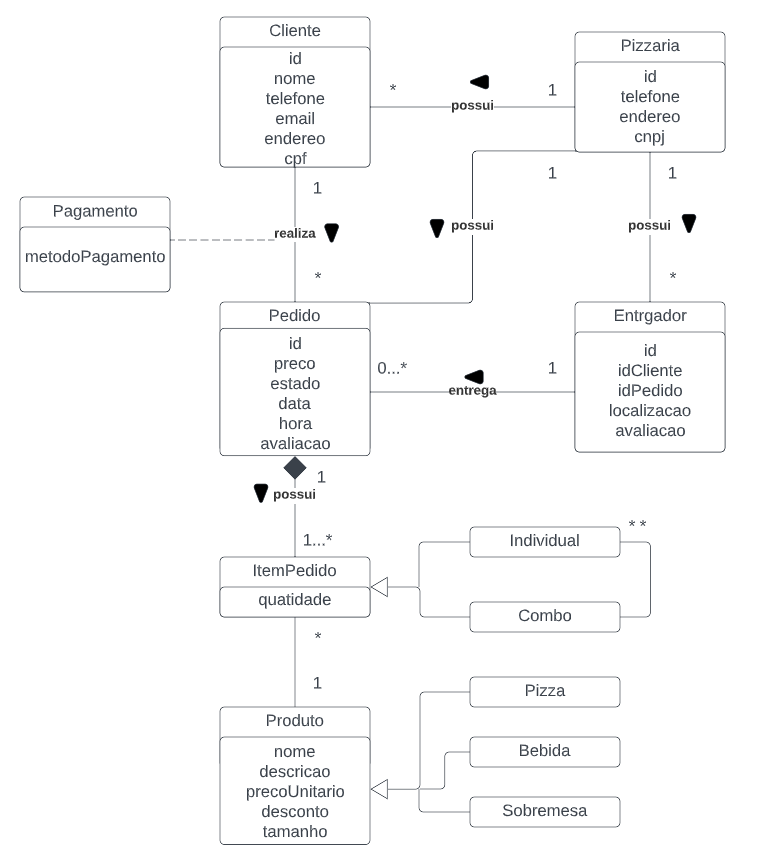 Cliente
id
nome
telefone
email
endereo
cpf
Pizzaria
id
telefone
endereo
cnpj
* possui 1
1
realiza
*
Pagamento
metodoPagamento
1
possui
1
possui
*
Pedido
id
preco
estado
data
hora
avaliacao
0...* entrega 1
Entrgador
id
idCliente
idPedido
localizacao
avaliacao
1
possui
1...*
ItemPedido
quatidade
* *
Individual
Combo
*
1
Produto
nome
descricao
precoUnitario
desconto
tamanho
Pizza
Bebida
Sobremesa